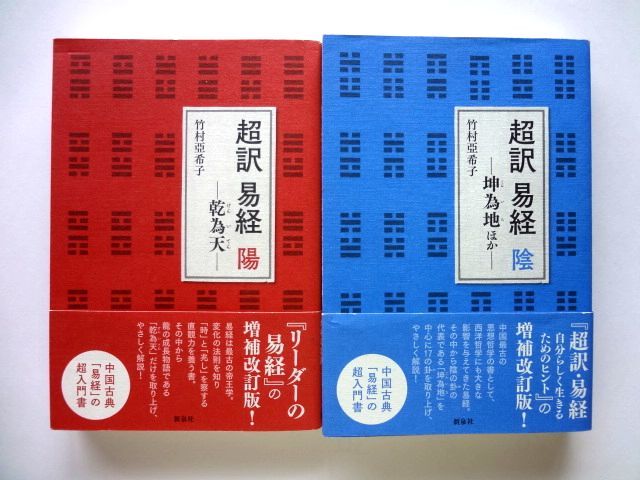 超訳 易経 陽
―乾為天―
けん い てん
竹村亞希子
『リーダーの
易経』の
増補改訂版!
易経は最古の帝王学。
変化の法則を知り
「時」と「兆し」を察する
直観力を養う書。
その中から
龍の成長物語である
「乾為天」だけを取り上げ、
やさしく解説!
中国古典
「易経」の
超入門書
新泉社
超訳 易経 陰
―坤為地ほか―
竹村亞希子
『超訳・易経
自分らしく生きる
ためのヒント』の
増補改訂版!
中国最古の
思想哲学の書として、
西洋哲学にも大きな
影響を与えてきた易経。
その中から陰の卦の
代表である「坤為地」を
中心に17の卦を取り上げ、
やさしく解説!
中国古典
「易経」の
超入門書
新泉社